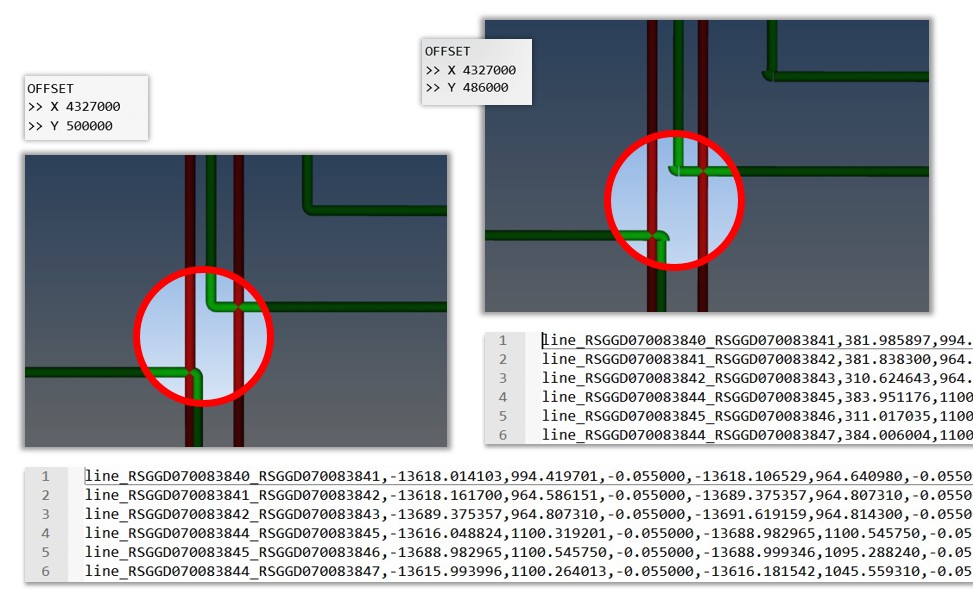 OFFSET
>> X 4327000
>> Y 500000
OFFSET
>> X 4327000
>> Y 486000
1 line_RSGGD070083840_RSGGD070083841,381.985897,994.
2 line_RSGGD070083841_RSGGD070083842,381.838300,964.
3 line_RSGGD070083842_RSGGD070083843,310.624643,964.
4 line_RSGGD070083844_RSGGD070083845,383.951176,1100
5 line_RSGGD070083845_RSGGD070083846,311.017035,1100
6 line_RSGGD070083844_RSGGD070083847,384.006004,1100
1 line_RSGGD070083840_RSGGD070083841,-13618.014103,994.419701,-0.055000,-13618.106529,964.640980,-0.0550
2 line_RSGGD070083841_RSGGD070083842,-13618.161700,964.586151,-0.055000,-13689.375357,964.807310,-0.0550
3 line_RSGGD070083842_RSGGD070083843,-13689.375357,964.807310,-0.055000,-13691.619159,964.814300,-0.0550
4 line_RSGGD070083844_RSGGD070083845,-13616.048824,1100.319201,-0.055000,-13688.982965,1100.545750,-0.05
5 line_RSGGD070083845_RSGGD070083846,-13688.982965,1100.545750,-0.055000,-13688.999346,1095.288240,-0.05
6 line_RSGGD070083844_RSGGD070083847,-13615.993996,1100.264013,-0.055000,-13616.181542,1045.559310,-0.05